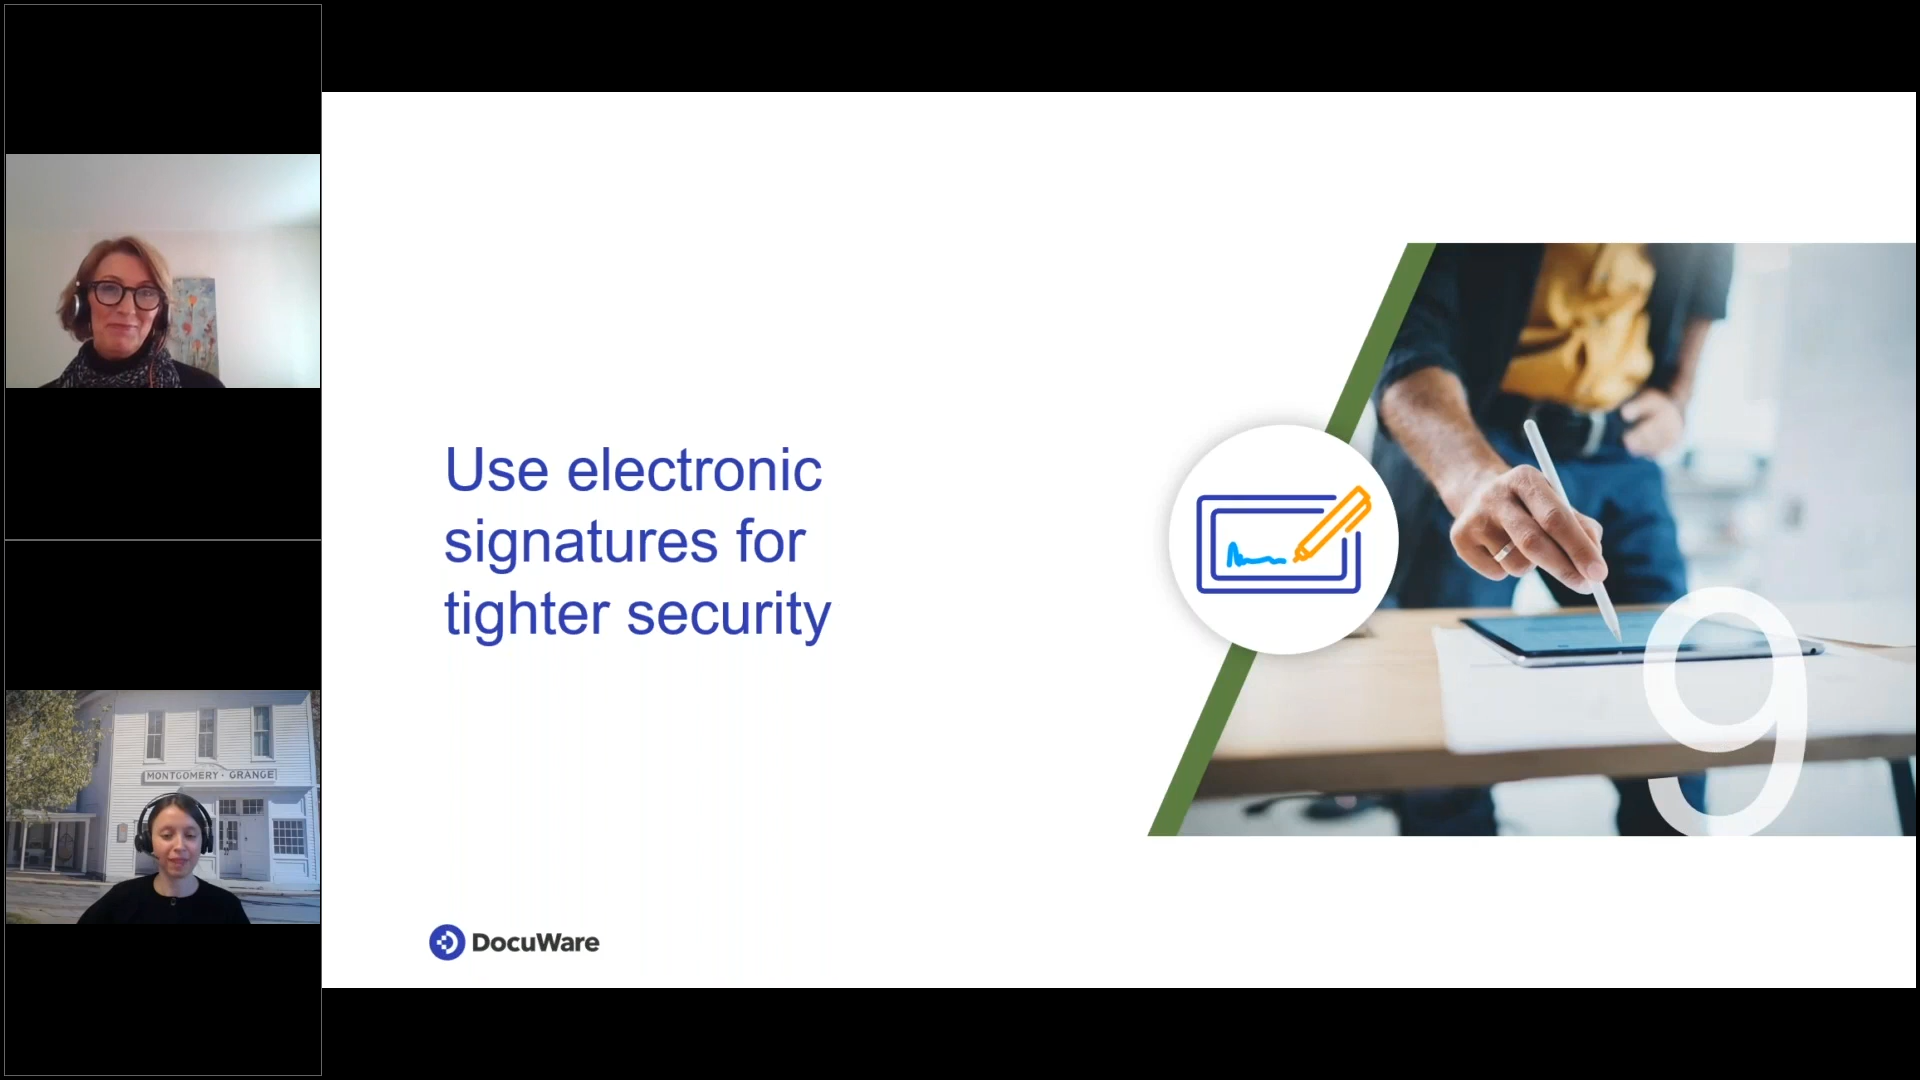 Use electronic
signatures for
tighter security
9
MONTGOMERY · GRANGE
DocuWare